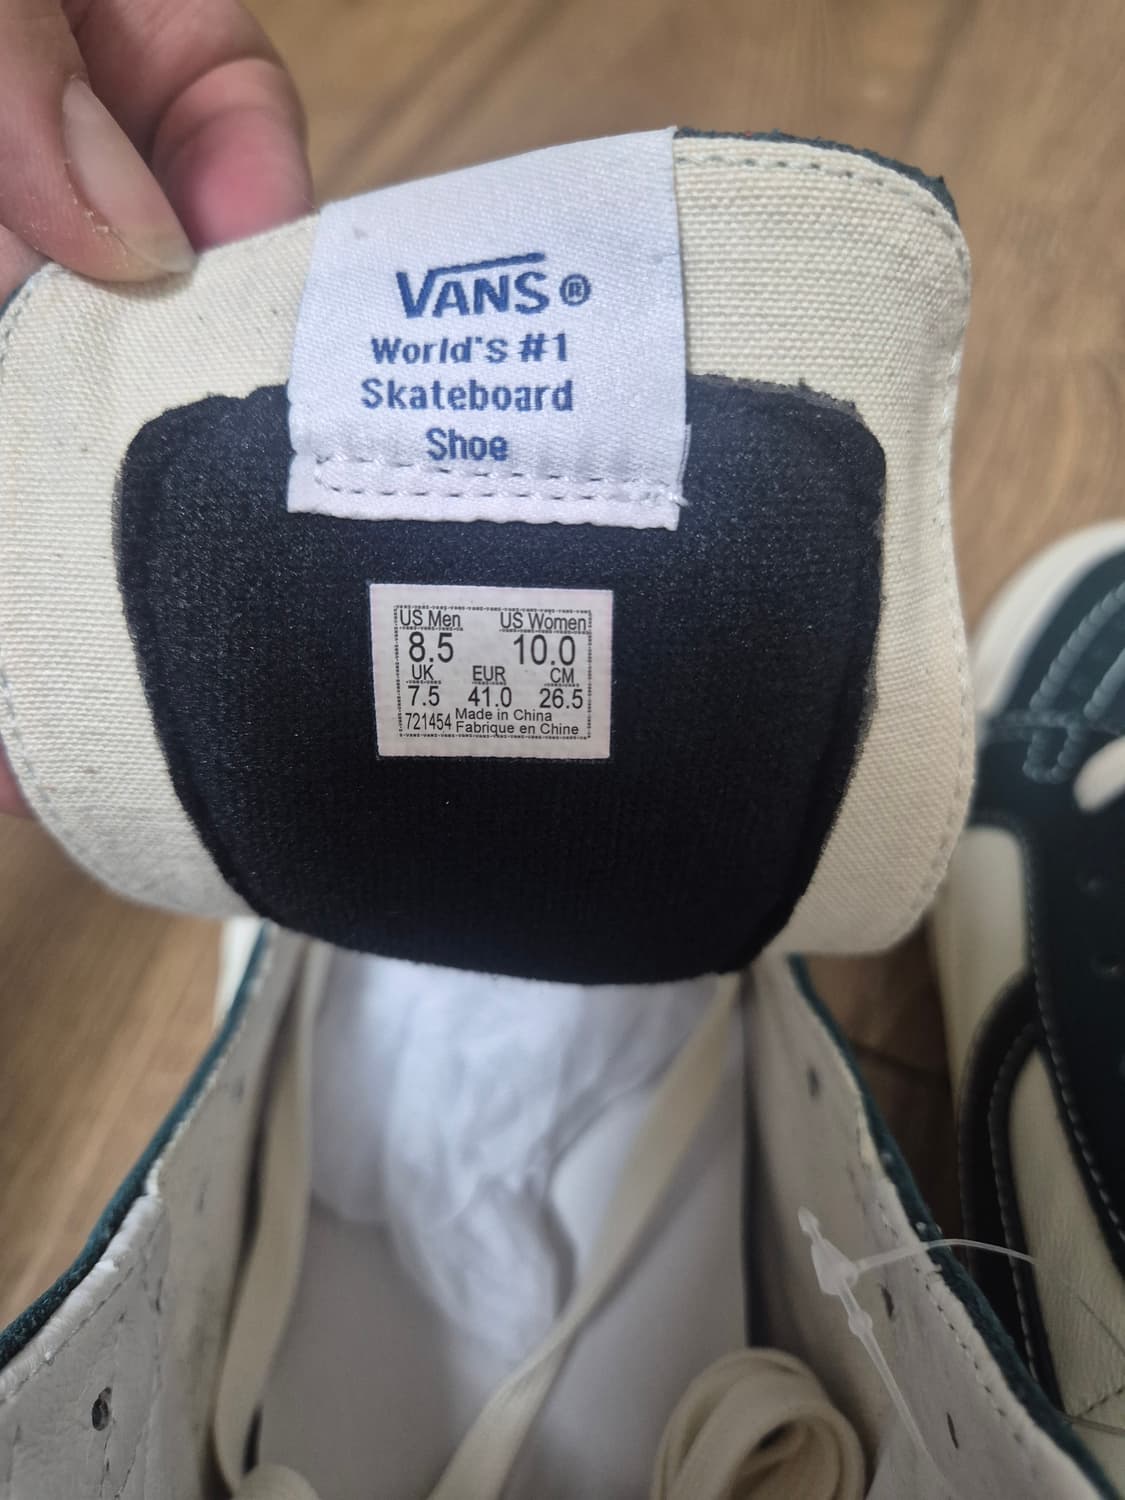 VANS®
World's #1
Skateboard
Shoe
US Men US Women
8.5 10.0
UK EUR CM
7.5 41.0 26.5
721454 Made in China
Fabrique en Chine